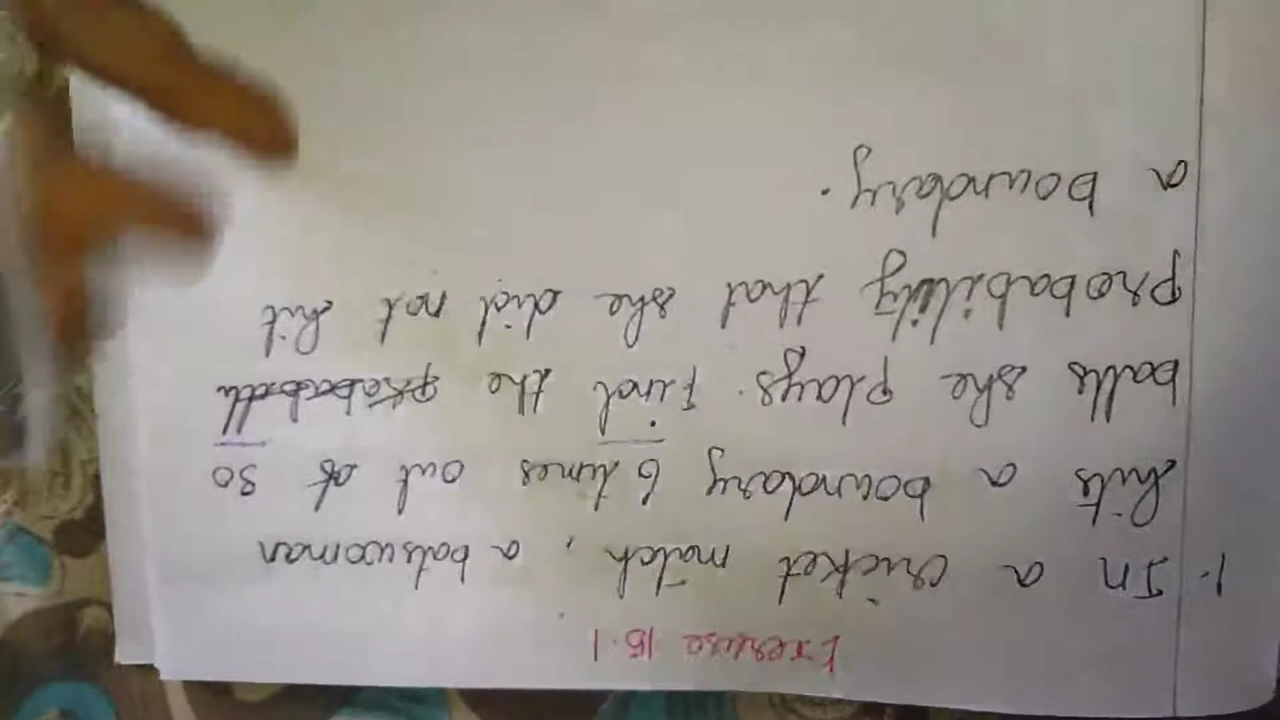 Exercise 15.1
1. In a cricket match, a batswoman
hits a boundary 6 times out of 30
balls she plays. Find the
probability that she did not hit
a boundary.